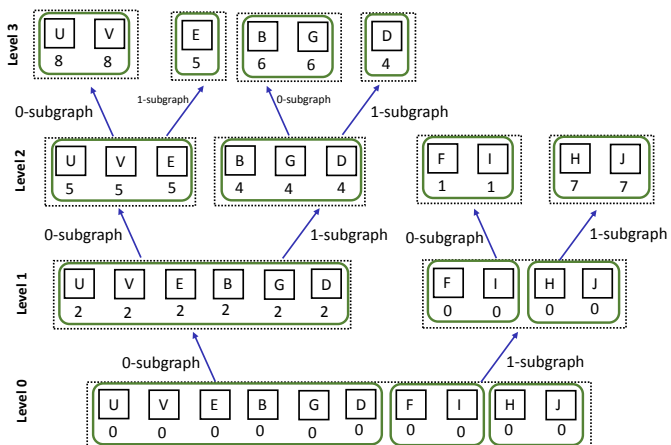 Level 3
U V E B G D
8 8 5 6 6 4
0-subgraph 1-subgraph 0-subgraph 1-subgraph
Level 2
U V E B G D F I H J
5 5 5 4 4 4 1 1 7 7
0-subgraph 1-subgraph 0-subgraph 1-subgraph
Level 1
U V E B G D F I H J
2 2 2 2 2 2 0 0 0 0
0-subgraph 1-subgraph
Level 0
U V E B G D F I H J
0 0 0 0 0 0 0 0 0 0